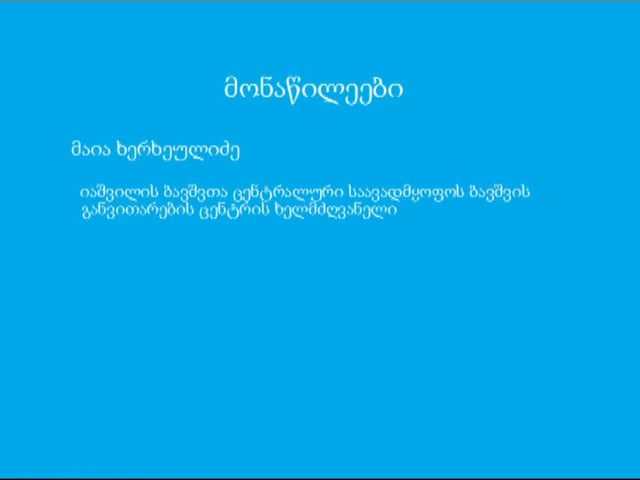 მონაწილეები
მაია ხერხეულიძე
იაშვილის ბავშვთა ცენტრალური საავადმყოფოს ბავშვის
განვითარების ცენტრის ხელმძღვანელი